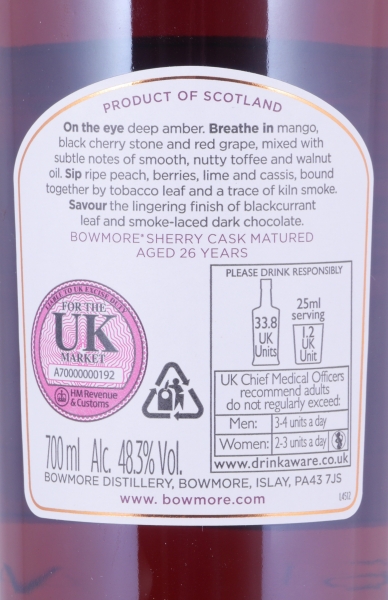 PRODUCT OF SCOTLAND
On the eye deep amber. Breathe in mango,
black cherry stone and red grape, mixed with
subtle notes of smooth, nutty toffee and walnut
oil. Sip ripe peach, berries, lime and cassis, bound
together by tobacco leaf and a trace of kiln smoke.
Savour the lingering finish of blackcurrant
leaf and smoke-laced dark chocolate.
BOWMORE® SHERRY CASK MATURED
AGED 26 YEARS
LIABLE TO UK EXCISE DUTY
FOR THE
UK
MARKET
A70000000192
HM Revenue
& Customs
PLEASE DRINK RESPONSIBLY
33.8
UK
Units
25ml
serving
1.2
UK
Unit
UK Chief Medical Officers
recommend adults
do not regularly exceed:
Men: 3-4 units a day
Women: 2-3 units a day
www.drinkaware.co.uk
700ml Alc. 48.3% Vol.
BOWMORE DISTILLERY, BOWMORE, ISLAY, PA43 7JS
www. bowmore.com